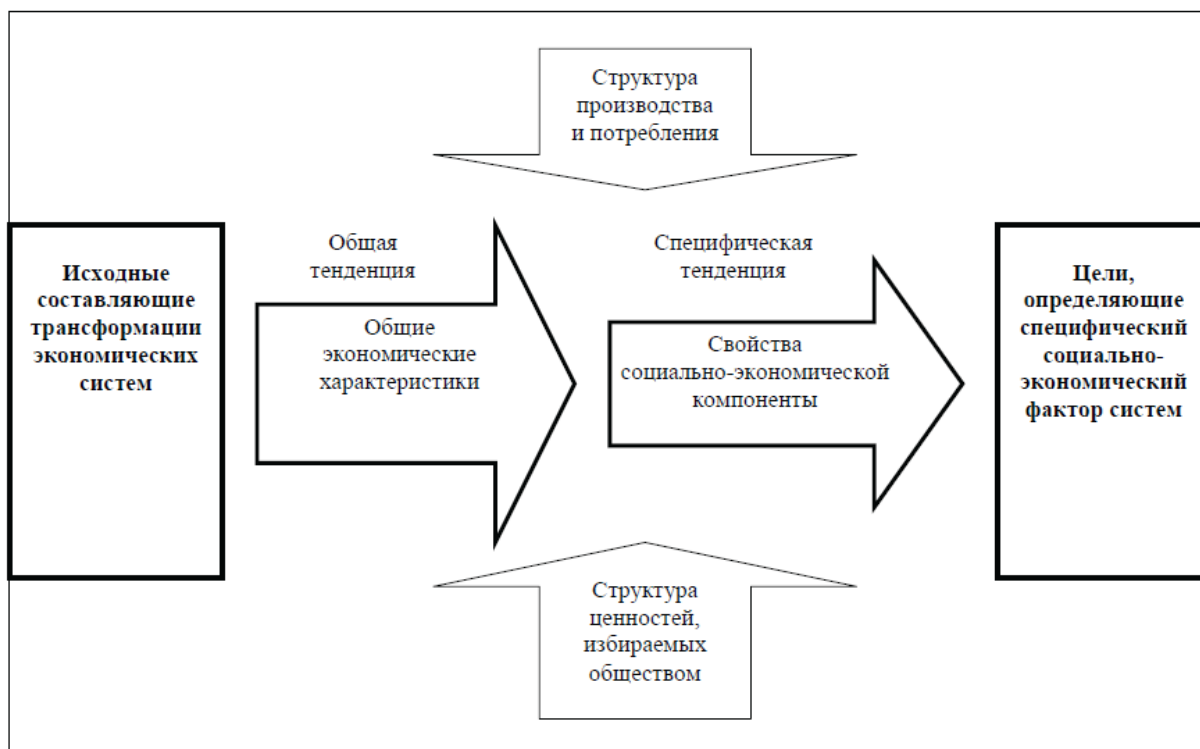 Структура
производства
и потребления
Исходные
составляющие
трансформации
экономических
систем
Общая
тенденция
Общие
экономические
характеристики
Специфическая
тенденция
Свойства
социально-экономической
компоненты
Цели,
определяющие
специфический
социально-
экономический
фактор систем
Структура
ценностей,
избираемых
обществом